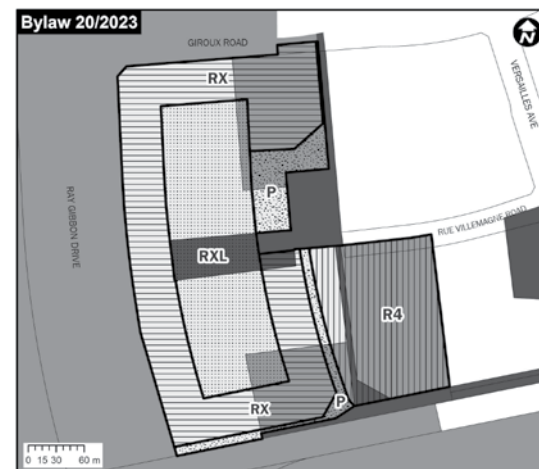 Bylaw 20/2023
N
GIROUX ROAD
VERSAILLES AVE
RX
P
RUE VILLEMAGNE ROAD
RAY GIBBON DRIVE
RXL
R4
RX
P
0 15 30 60 m